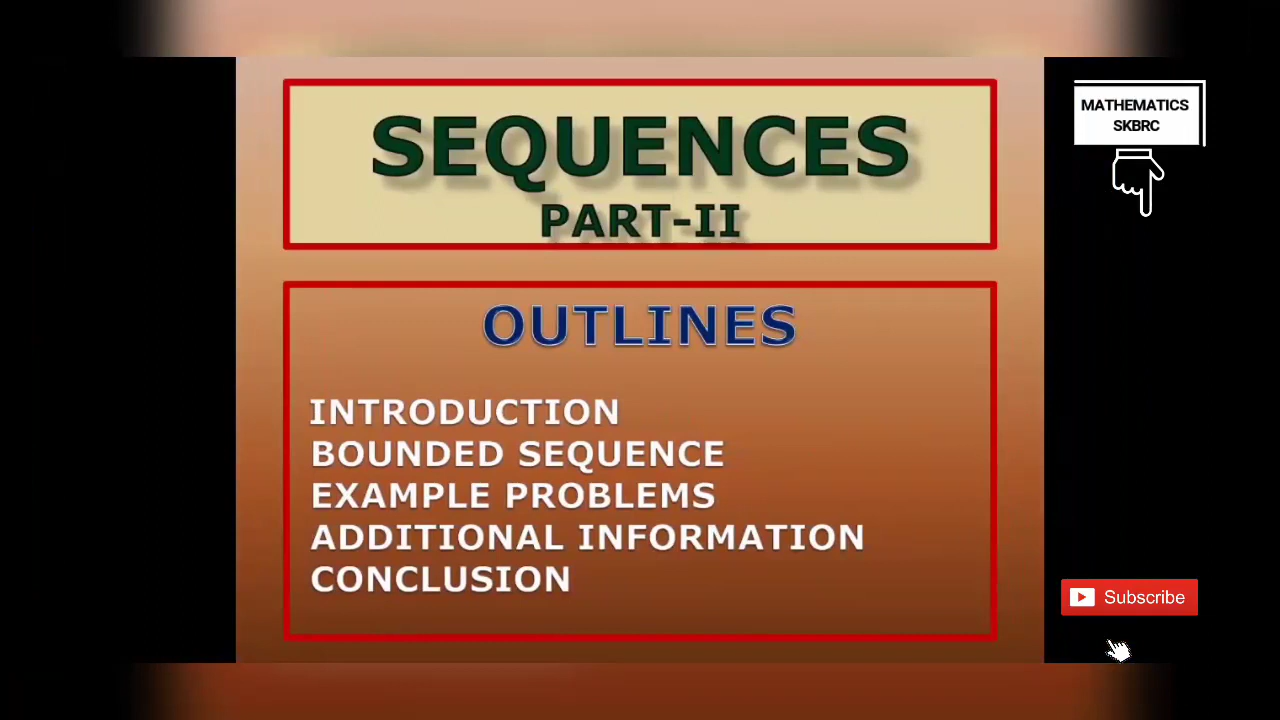 SEQUENCES
PART-II
OUTLINES
INTRODUCTION
BOUNDED SEQUENCE
EXAMPLE PROBLEMS
ADDITIONAL INFORMATION
CONCLUSION
MATHEMATICS
SKBRC
Subscribe